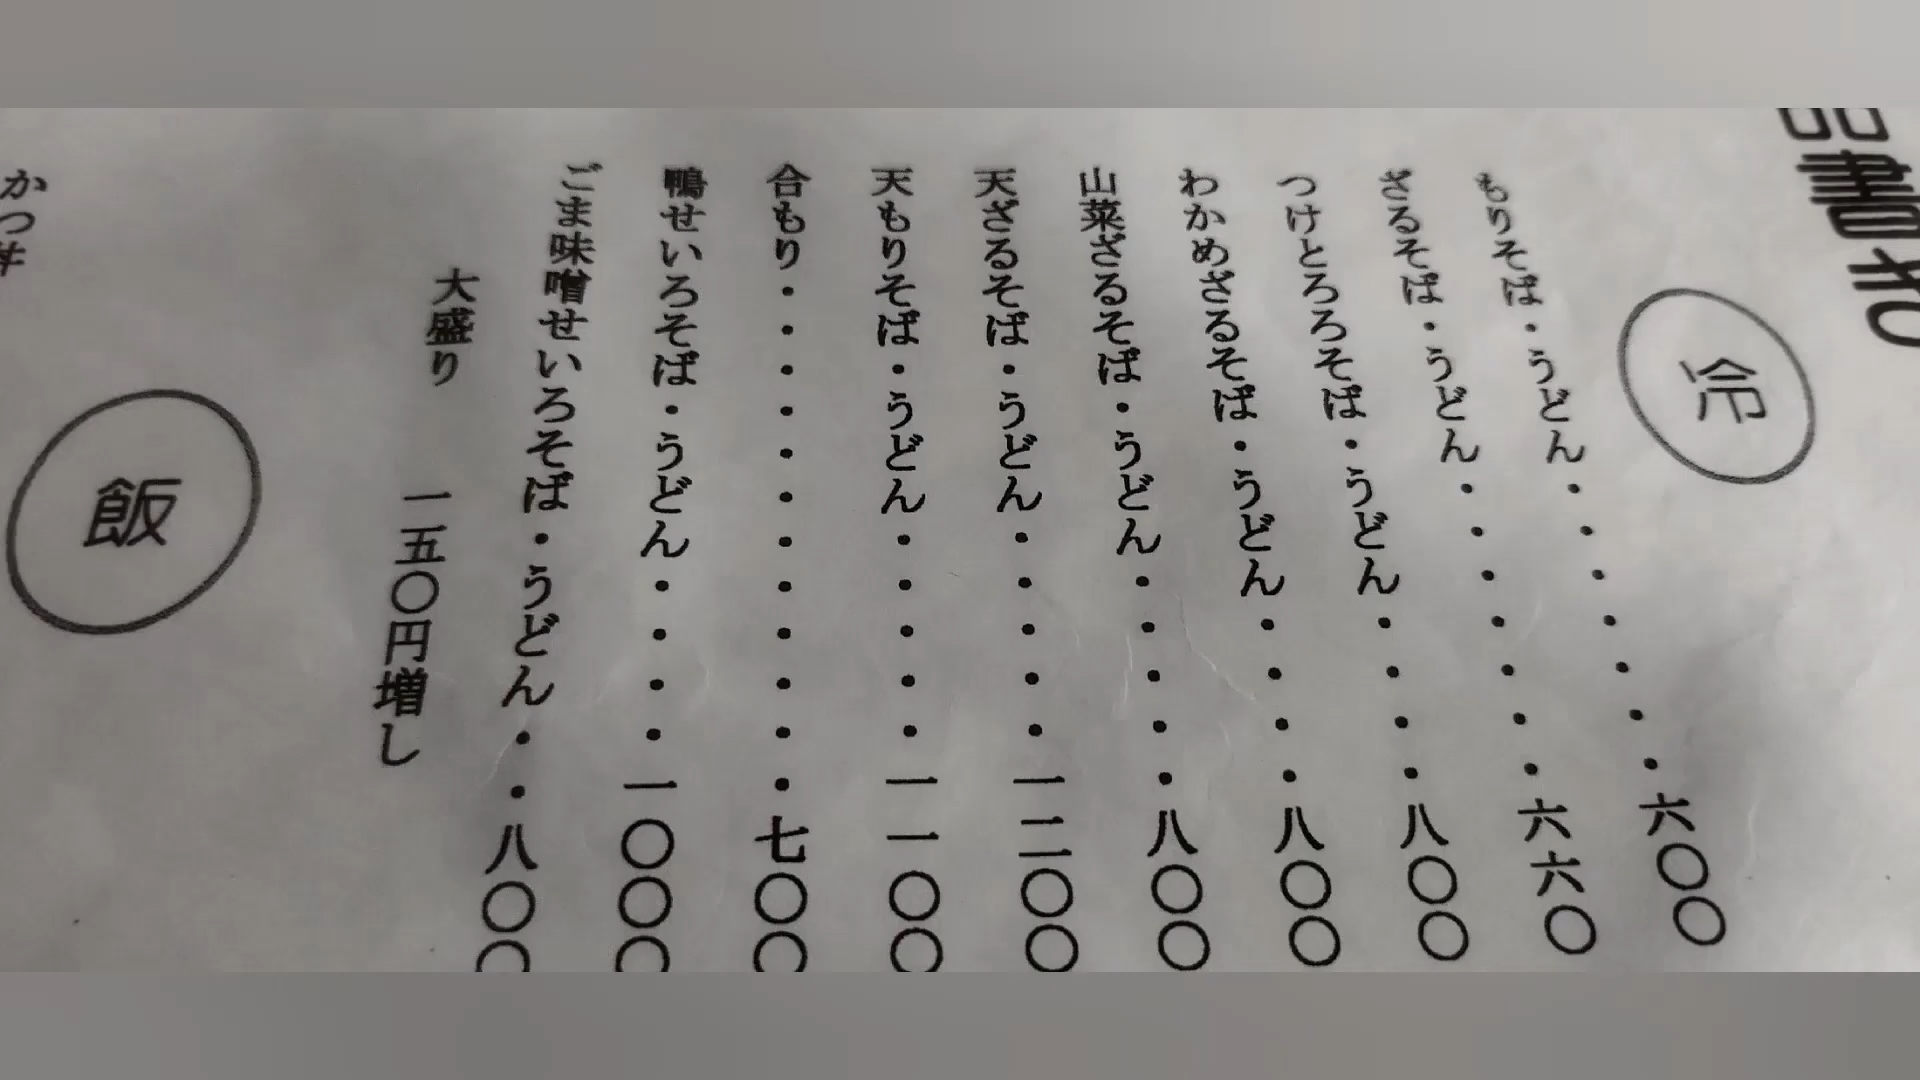 冷
もりそば・うどん・・・・・・・六〇〇
ざるそば・うどん・・・・・・・六六〇
つけとろろそば・うどん・・・・八〇〇
わかめざるそば・うどん・・・・八〇〇
山菜ざるそば・うどん・・・・・八〇〇
天ざるそば・うどん・・・・・一二〇〇
天もりそば・うどん・・・・・一一〇〇
合もり・・・・・・・・・・・・七〇〇
鴨せいろそば・うどん・・・・一〇〇〇
ごま味噌せいろそば・うどん・・八〇〇
大盛り　一五〇円増し
飯
かつ丼